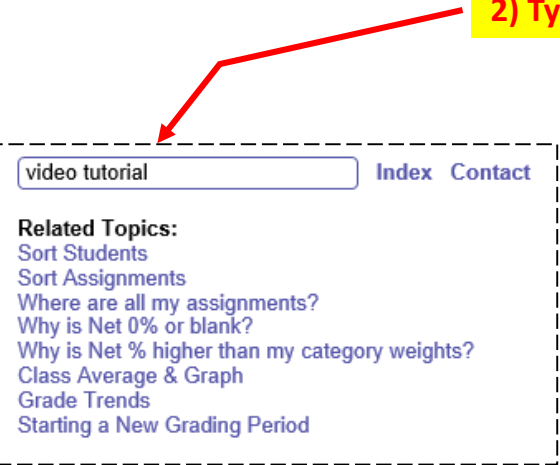 2) Ty
video tutorial Index Contact
Related Topics:
Sort Students
Sort Assignments
Where are all my assignments?
Why is Net 0% or blank?
Why is Net % higher than my category weights?
Class Average & Graph
Grade Trends
Starting a New Grading Period